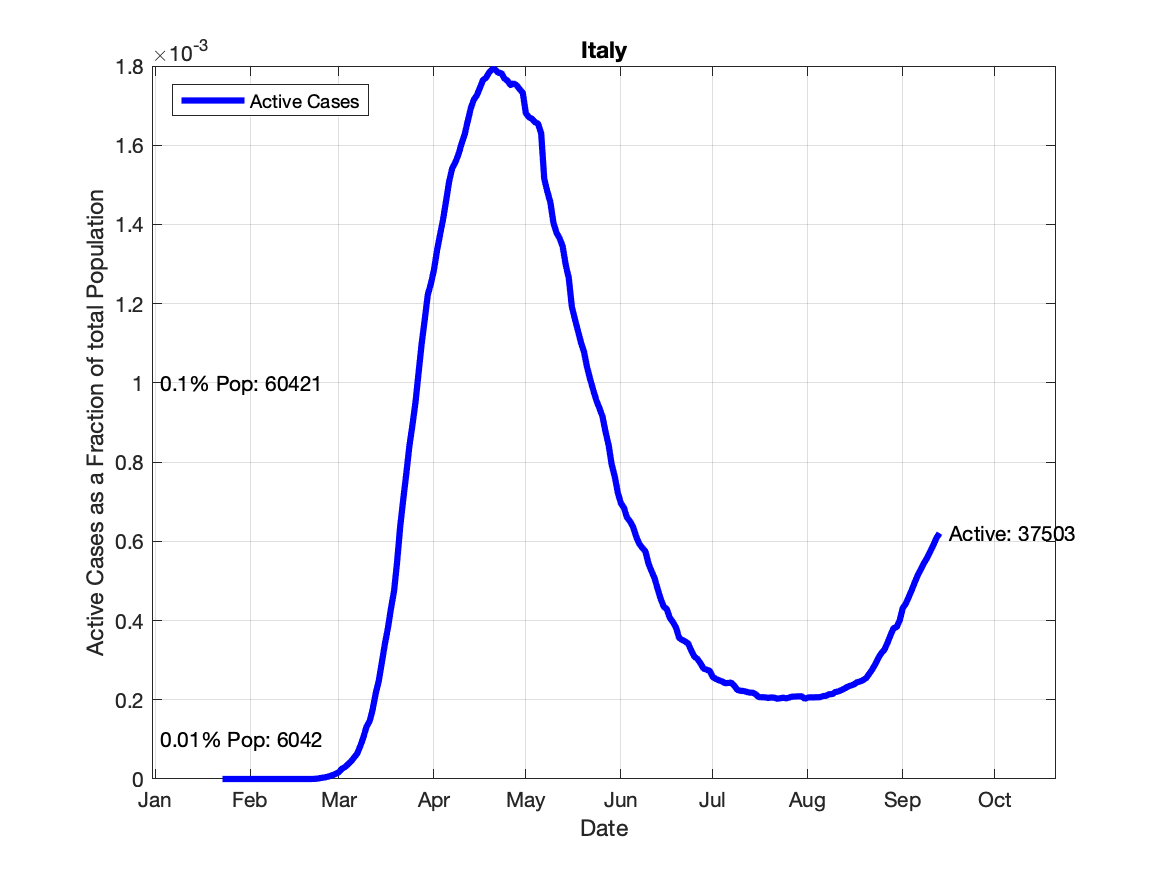 Italy
×10-3
1.8
Active Cases
1.6
1.4
1.2
1
0.1% Pop: 60421
0.8
0.6
Active: 37503
0.4
0.2
0.01% Pop: 6042
0
Active Cases as a Fraction of total Population
Jan Feb Mar Apr May Jun Jul Aug Sep Oct
Date